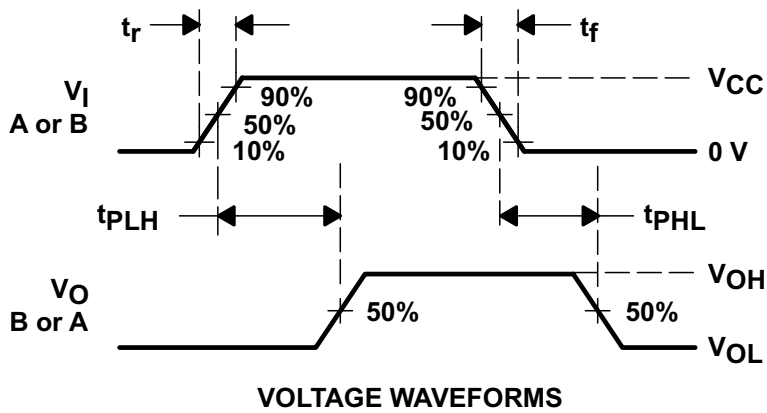 tr
tf
VI
A or B
90%
50%
10%
90%
50%
10%
VCC
0 V
tPLH
tPHL
VO
B or A
50%
50%
VOH
VOL
VOLTAGE WAVEFORMS